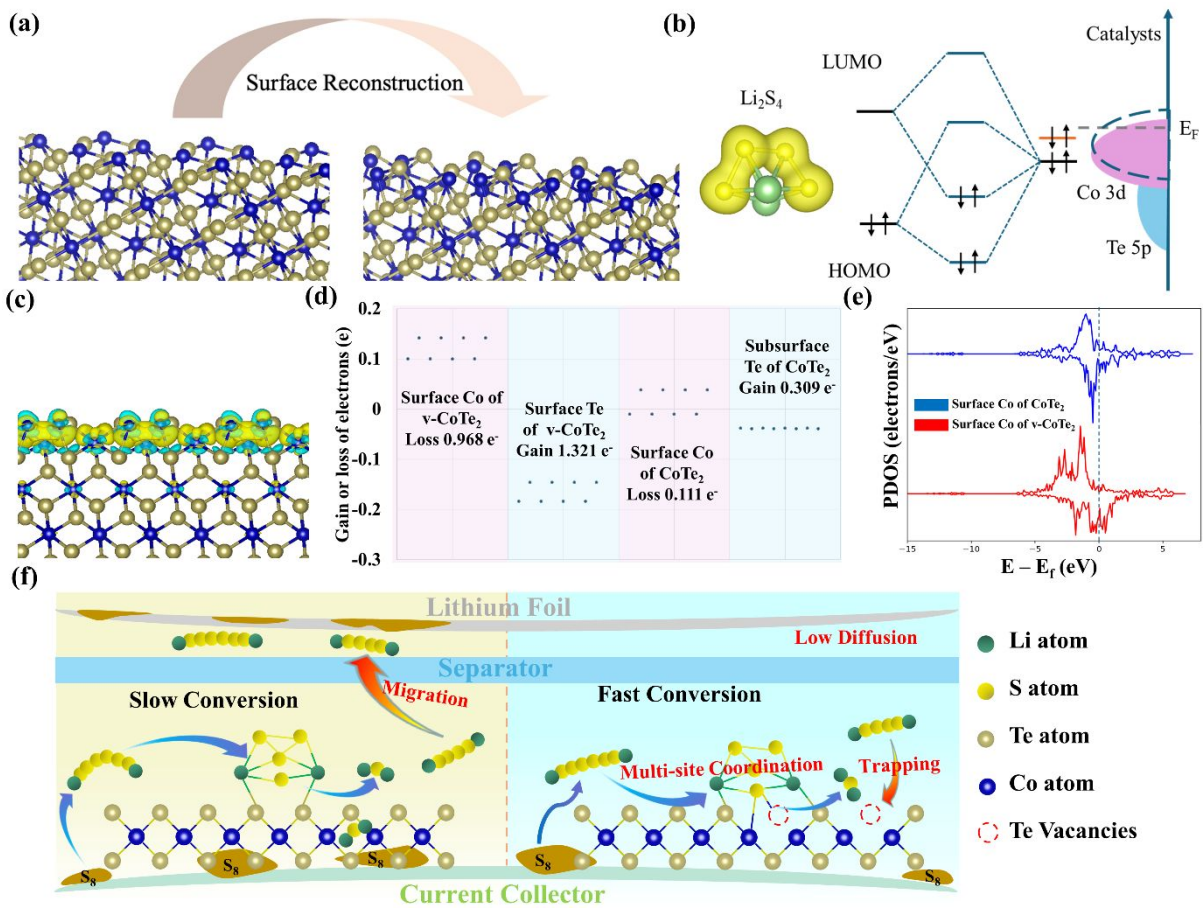 (a)
Surface Reconstruction
(b)
Li₂S₄
LUMO
HOMO
Catalysts
E_F
Co 3d
Te 5p
(c)
(d)
Gain or loss of electrons (e)
0.2
0.1
0
-0.1
-0.2
-0.3
Surface Co of
v-CoTe₂
Loss 0.968 e⁻
Surface Te
of v-CoTe₂
Gain 1.321 e⁻
Surface Co
of CoTe₂
Loss 0.111 e⁻
Subsurface
Te of CoTe₂
Gain 0.309 e⁻
(e)
PDOS (electrons/eV)
Surface Co of CoTe₂
Surface Co of v-CoTe₂
-15
-10
-5
0
5
E – E_f (eV)
(f)
Lithium Foil
Low Diffusion
Separator
Slow Conversion
Migration
Fast Conversion
Multi-site Coordination
Trapping
S₈
S₈
S₈
S₈
S₈
Current Collector
Li atom
S atom
Te atom
Co atom
Te Vacancies